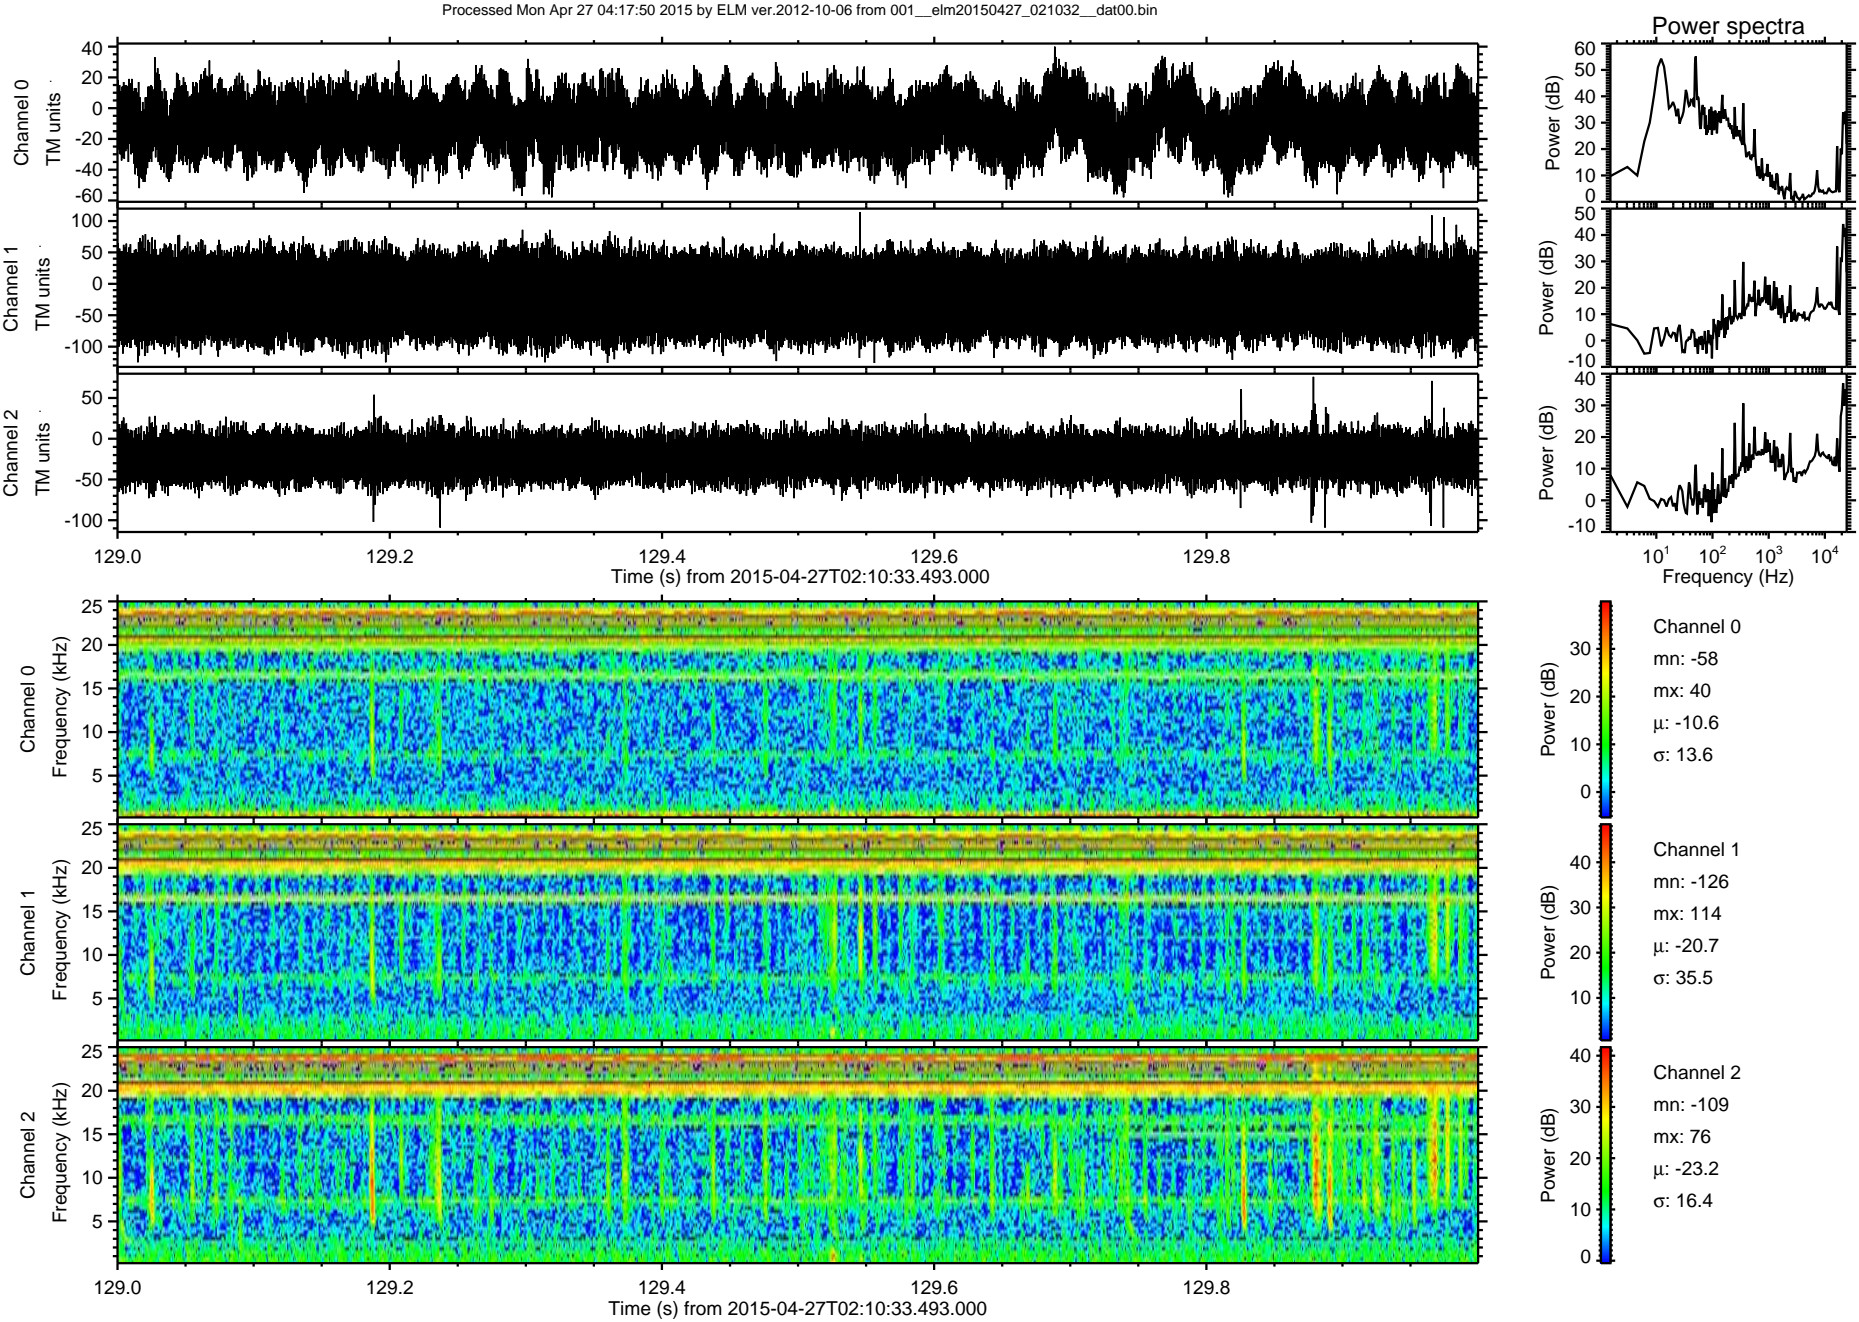 Processed Mon Apr 27 04:17:50 2015 by ELM ver.2012-10-06 from 001__elm20150427_021032__dat00.bin
Power spectra
Channel 0
TM units
40
20
0
-20
-40
-60
Power (dB)
60
50
40
30
20
10
0
Channel 1
TM units
100
50
0
-50
-100
Power (dB)
50
40
30
20
10
0
-10
Channel 2
TM units
50
0
-50
-100
Power (dB)
40
30
20
10
0
-10
129.0 129.2 129.4 129.6 129.8
Time (s) from 2015-04-27T02:10:33.493.000
10^1 10^2 10^3 10^4
Frequency (Hz)
Channel 0
Frequency (kHz)
25
20
15
10
5
Power (dB)
30
20
10
0
Channel 0
mn: -58
mx: 40
μ: -10.6
σ: 13.6
Channel 1
Frequency (kHz)
25
20
15
10
5
Power (dB)
40
30
20
10
Channel 1
mn: -126
mx: 114
μ: -20.7
σ: 35.5
Channel 2
Frequency (kHz)
25
20
15
10
5
Power (dB)
40
30
20
10
0
Channel 2
mn: -109
mx: 76
μ: -23.2
σ: 16.4
129.0 129.2 129.4 129.6 129.8
Time (s) from 2015-04-27T02:10:33.493.000